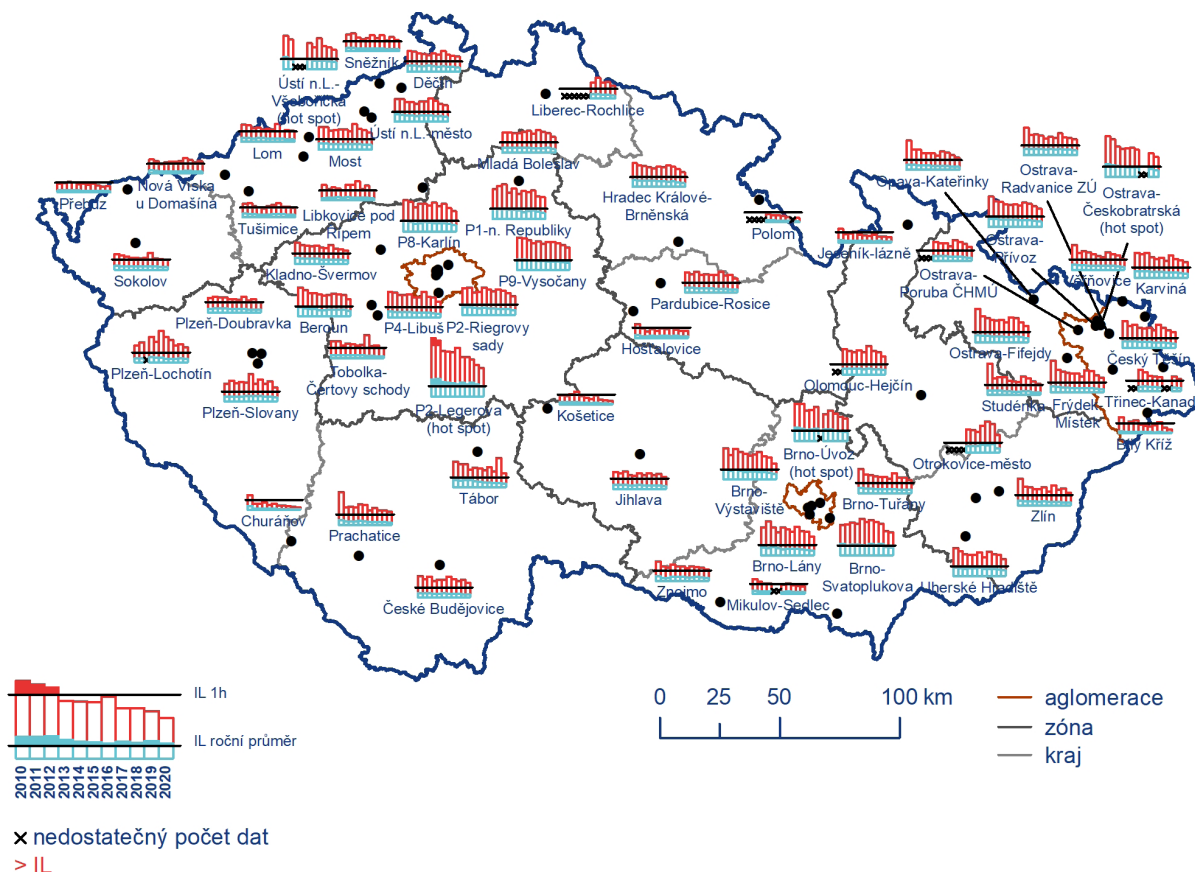 Sněžník
Děčín
Ústí n.L.-
Všebořická
(hot spot)
Liberec-Rochlice
Ústí n.L.-město
Lom
Most
Mladá Boleslav
Opava-Kateřinky
Ostrava-
Radvanice ZÚ
Ostrava-
Českobratrská
(hot spot)
Přebuz
Nová Víska
u Domašína
Tušimice
Libkovice pod
Řípem
Hradec Králové-
Brněnská
P8-Karlín
P1-n. Republiky
Polom
Jeseník-lázně
Ostrava-
Přívoz
Ostrava-
Poruba ČHMÚ
Věřňovice
Karviná
Sokolov
Kladno-Švermov
P9-Vysočany
Plzeň-Doubravka
Beroun
P4-Libuš
P2-Riegrovy
sady
Pardubice-Rosice
Hošťalovice
Ostrava-Fifejdy
Český Těšín
Plzeň-Lochotín
Tobolka-
Čertovy schody
Plzeň-Slovany
P2-Legerova
(hot spot)
Košetice
Olomouc-Hejčín
Studénka
Frýdek-
Místek
Třinec-Kanada
Bílý Kříž
Brno-Úvoz
(hot spot)
Otrokovice-město
Tábor
Jihlava
Brno-
Výstaviště
Brno-Tuřany
Zlín
Churáňov
Prachatice
Brno-Lány
Brno-
Svatoplukova
Uherské Hradiště
České Budějovice
Znojmo
Mikulov-Sedlec
IL 1h
IL roční průměr
2010
2011
2012
2013
2014
2015
2016
2017
2018
2019
2020
0 25 50 100 km
aglomerace
zóna
kraj
nedostatečný počet dat
> IL